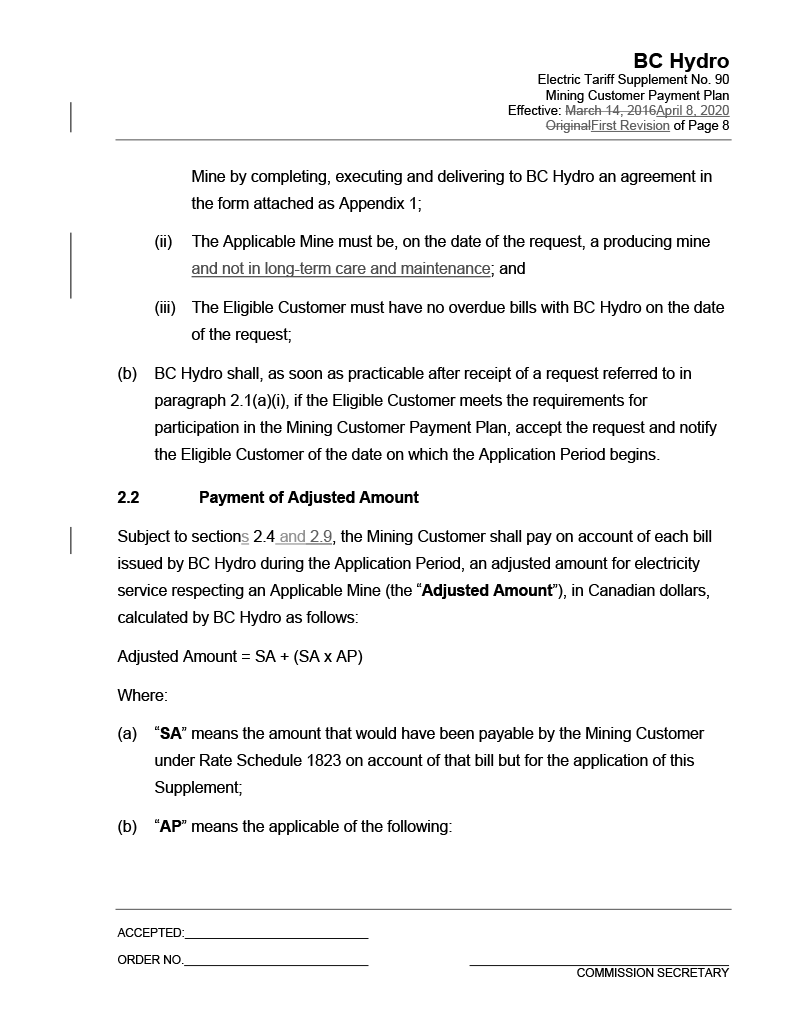 BC Hydro
Electric Tariff Supplement No. 90
Mining Customer Payment Plan
Effective: March 14, 2016April 8, 2020
OriginalFirst Revision of Page 8
Mine by completing, executing and delivering to BC Hydro an agreement in
the form attached as Appendix 1;
(ii) The Applicable Mine must be, on the date of the request, a producing mine
and not in long-term care and maintenance; and
(iii) The Eligible Customer must have no overdue bills with BC Hydro on the date
of the request;
(b) BC Hydro shall, as soon as practicable after receipt of a request referred to in
paragraph 2.1(a)(i), if the Eligible Customer meets the requirements for
participation in the Mining Customer Payment Plan, accept the request and notify
the Eligible Customer of the date on which the Application Period begins.
2.2 Payment of Adjusted Amount
Subject to sections 2.4 and 2.9, the Mining Customer shall pay on account of each bill
issued by BC Hydro during the Application Period, an adjusted amount for electricity
service respecting an Applicable Mine (the “Adjusted Amount”), in Canadian dollars,
calculated by BC Hydro as follows:
Adjusted Amount = SA + (SA x AP)
Where:
(a) “SA” means the amount that would have been payable by the Mining Customer
under Rate Schedule 1823 on account of that bill but for the application of this
Supplement;
(b) “AP” means the applicable of the following:
ACCEPTED:
ORDER NO.
COMMISSION SECRETARY